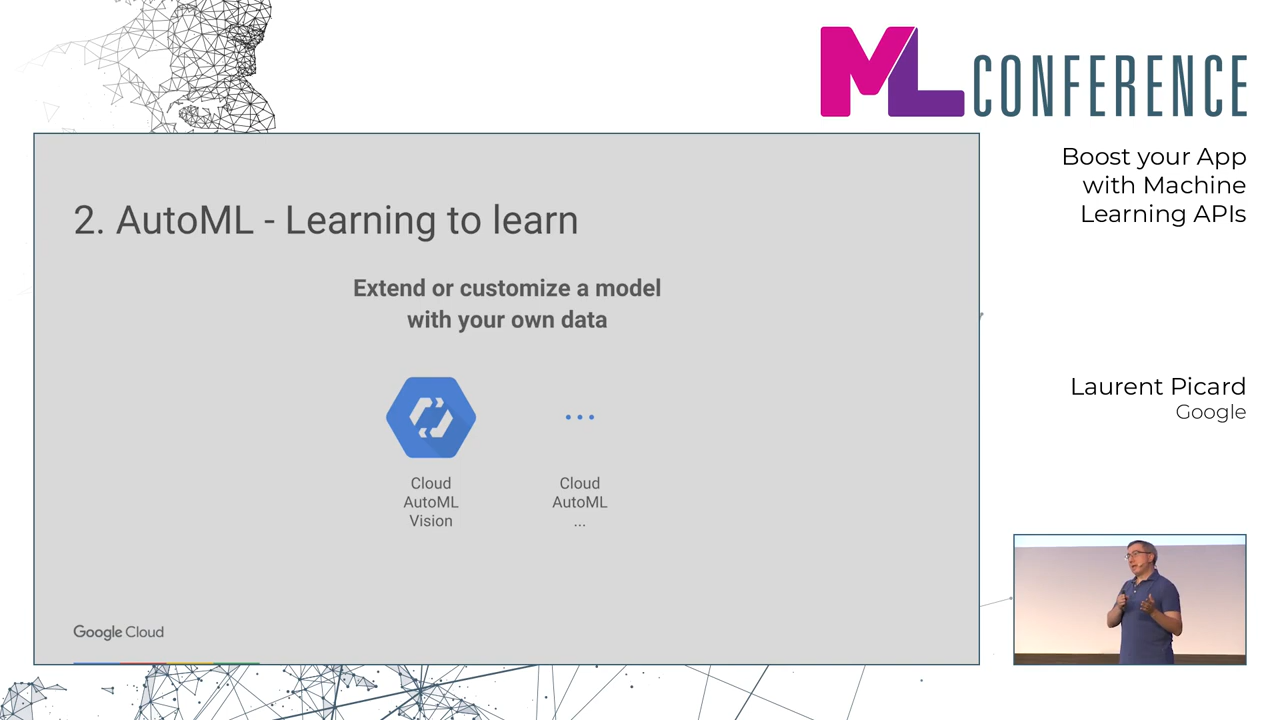 ML CONFERENCE
Boost your App
with Machine
Learning APIs
Laurent Picard
Google
2. AutoML - Learning to learn
Extend or customize a model
with your own data
...
Cloud
AutoML
Vision
Cloud
AutoML
...
Google Cloud